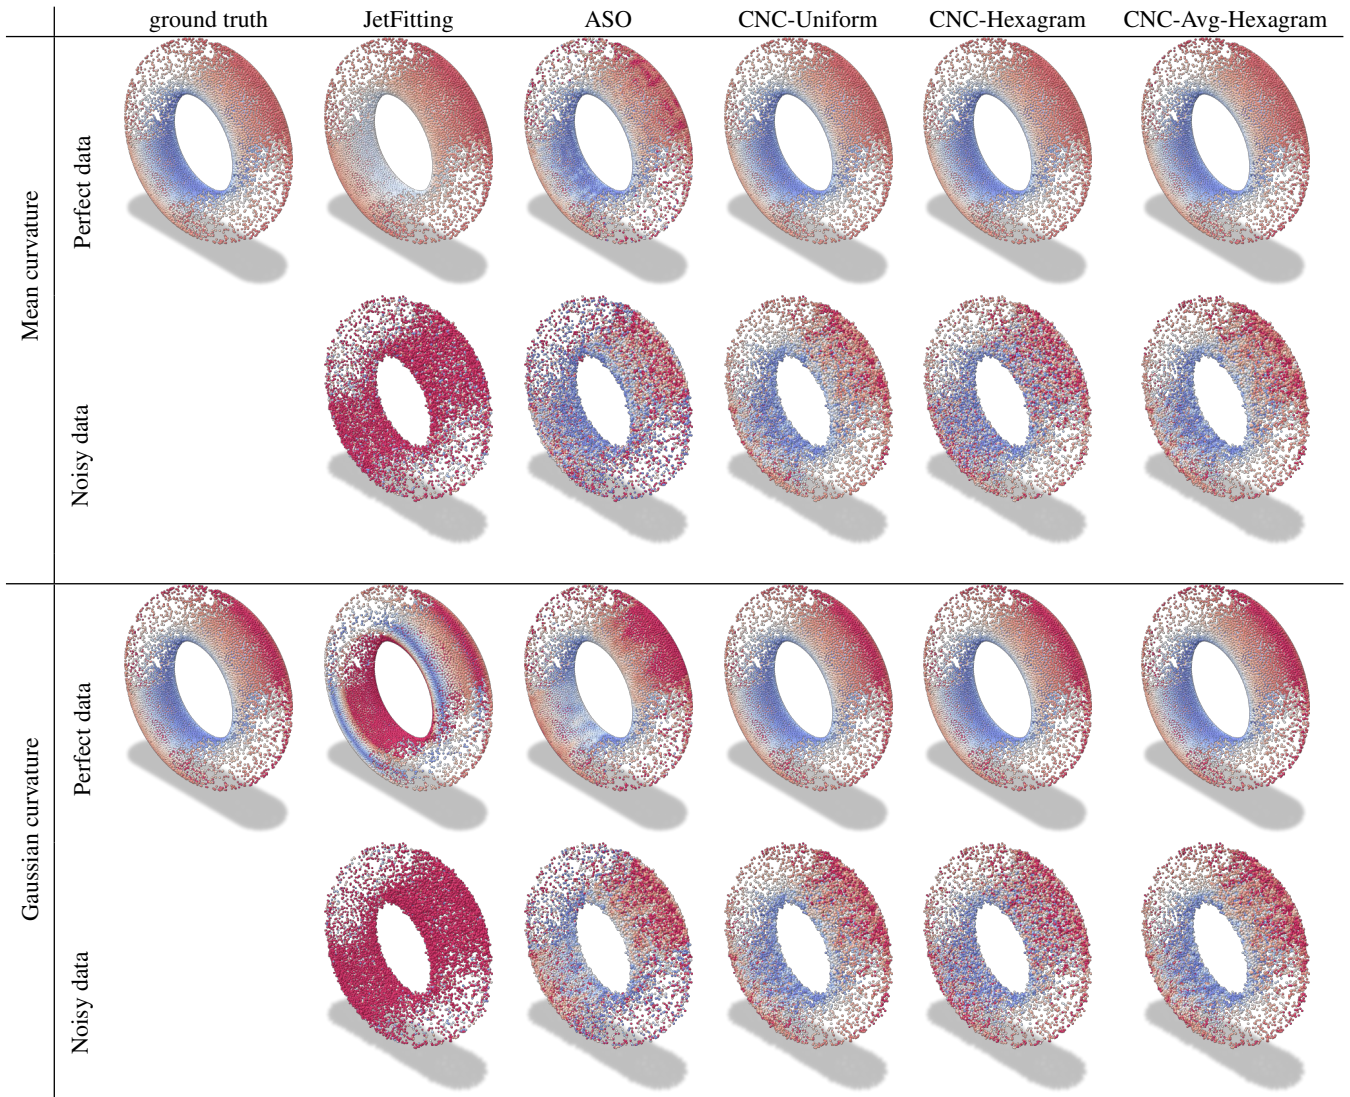 ground truth JetFitting ASO CNC-Uniform CNC-Hexagram CNC-Avg-Hexagram
Mean curvature
Perfect data
Noisy data
Gaussian curvature
Perfect data
Noisy data